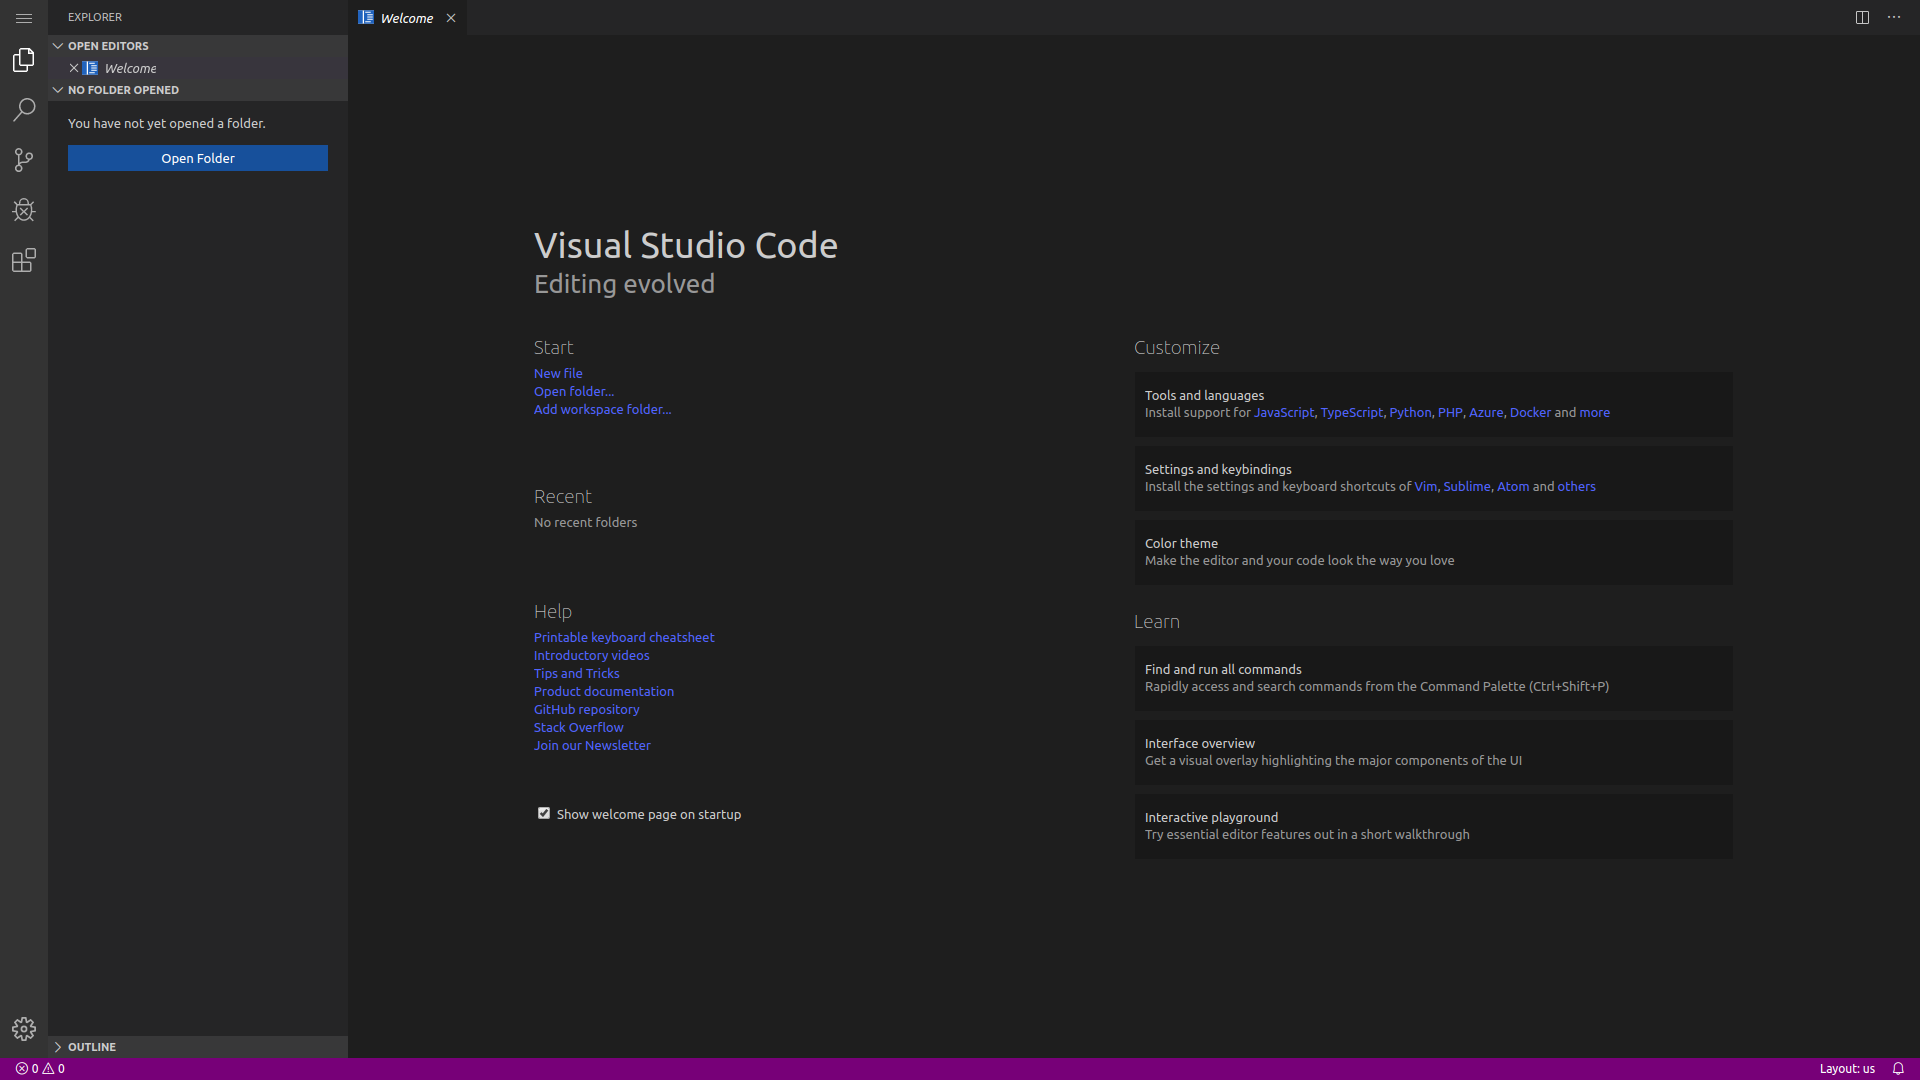 EXPLORER
OPEN EDITORS
Welcome
NO FOLDER OPENED
You have not yet opened a folder.
Open Folder
OUTLINE
Welcome
Visual Studio Code
Editing evolved
Start
New file
Open folder...
Add workspace folder...
Recent
No recent folders
Help
Printable keyboard cheatsheet
Introductory videos
Tips and Tricks
Product documentation
GitHub repository
Stack Overflow
Join our Newsletter
Show welcome page on startup
Customize
Tools and languages
Install support for JavaScript, TypeScript, Python, PHP, Azure, Docker and more
Settings and keybindings
Install the settings and keyboard shortcuts of Vim, Sublime, Atom and others
Color theme
Make the editor and your code look the way you love
Learn
Find and run all commands
Rapidly access and search commands from the Command Palette (Ctrl+Shift+P)
Interface overview
Get a visual overlay highlighting the major components of the UI
Interactive playground
Try essential editor features out in a short walkthrough
0 0
Layout: us